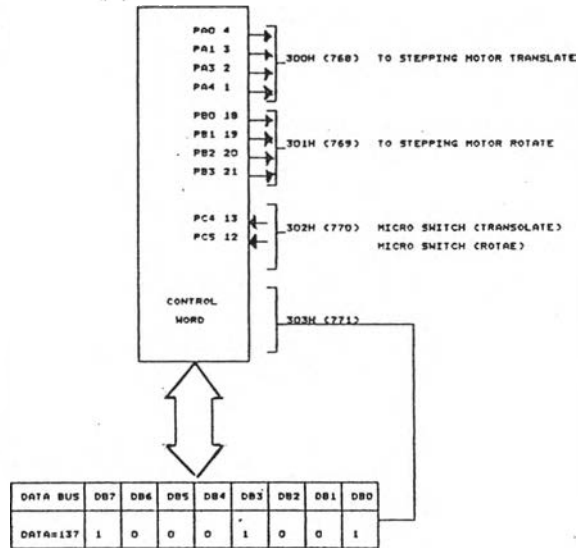 PA0 4
PA1 3
PA3 2
PA4 1
300H (768) TO STEPPING MOTOR TRANSLATE
PB0 18
PB1 19
PB2 20
PB3 21
301H (769) TO STEPPING MOTOR ROTATE
PC4 13
PC5 12
302H (770) MICRO SWITCH (TRANSOLATE)
MICRO SWITCH (ROTAE)
CONTROL
WORD
303H (771)
DATA BUS DB7 DB6 DB5 DB4 DB3 DB2 DB1 DB0
DATA=137 1 0 0 0 1 0 0 1